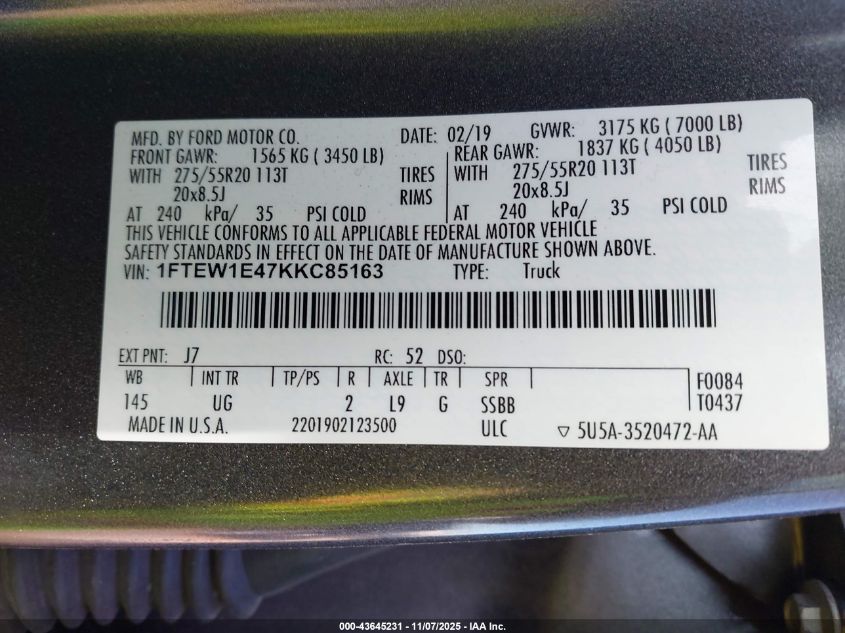 MFD. BY FORD MOTOR CO. DATE: 02/19 GVWR: 3175 KG ( 7000 LB)
FRONT GAWR: 1565 KG ( 3450 LB) REAR GAWR: 1837 KG ( 4050 LB)
WITH 275/55R20 113T TIRES WITH 275/55R20 113T TIRES
20x8.5J RIMS 20x8.5J RIMS
AT 240 kPa/ 35 PSI COLD AT 240 kPa/ 35 PSI COLD
THIS VEHICLE CONFORMS TO ALL APPLICABLE FEDERAL MOTOR VEHICLE
SAFETY STANDARDS IN EFFECT ON THE DATE OF MANUFACTURE SHOWN ABOVE.
VIN: 1FTEW1E47KKC85163 TYPE: Truck
EXT PNT: J7 RC: 52 DSO:
WB INT TR TP/PS R AXLE TR SPR F0084
145 UG 2 L9 G SSBB T0437
MADE IN U.S.A. 2201902123500 ULC ▽ 5U5A-3520472-AA
000-43645231 - 11/07/2025 - IAA Inc.